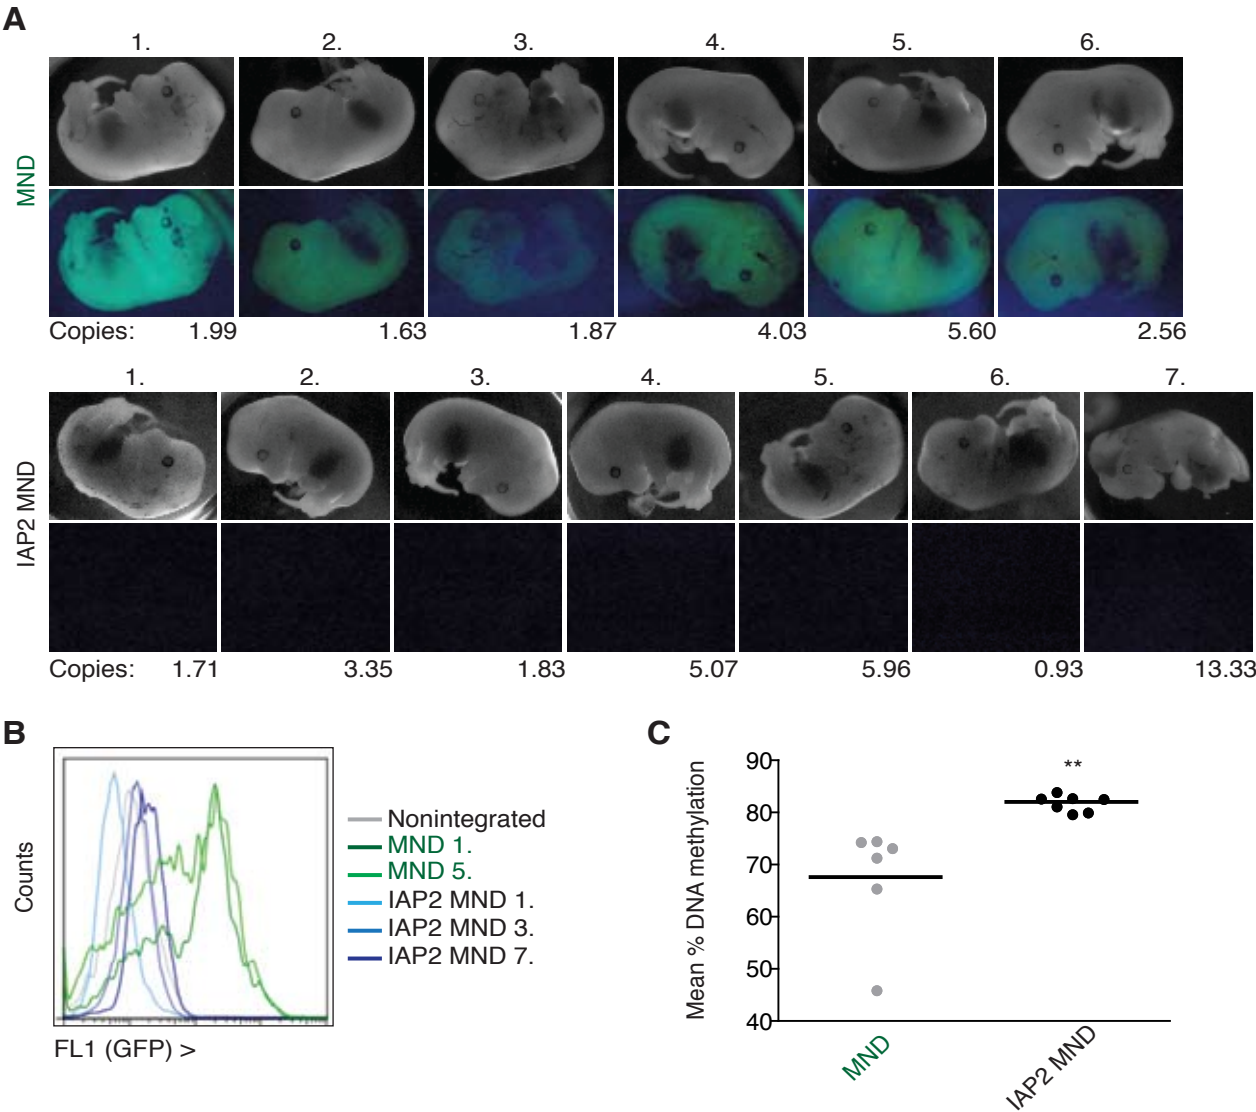 A
1. 2. 3. 4. 5. 6.
MND
Copies: 1.99 1.63 1.87 4.03 5.60 2.56
1. 2. 3. 4. 5. 6. 7.
IAP2 MND
Copies: 1.71 3.35 1.83 5.07 5.96 0.93 13.33
B
Counts
FL1 (GFP) >
Nonintegrated
MND 1.
MND 5.
IAP2 MND 1.
IAP2 MND 3.
IAP2 MND 7.
C
Mean % DNA methylation
90
80
70
60
50
40
**
MND
IAP2 MND